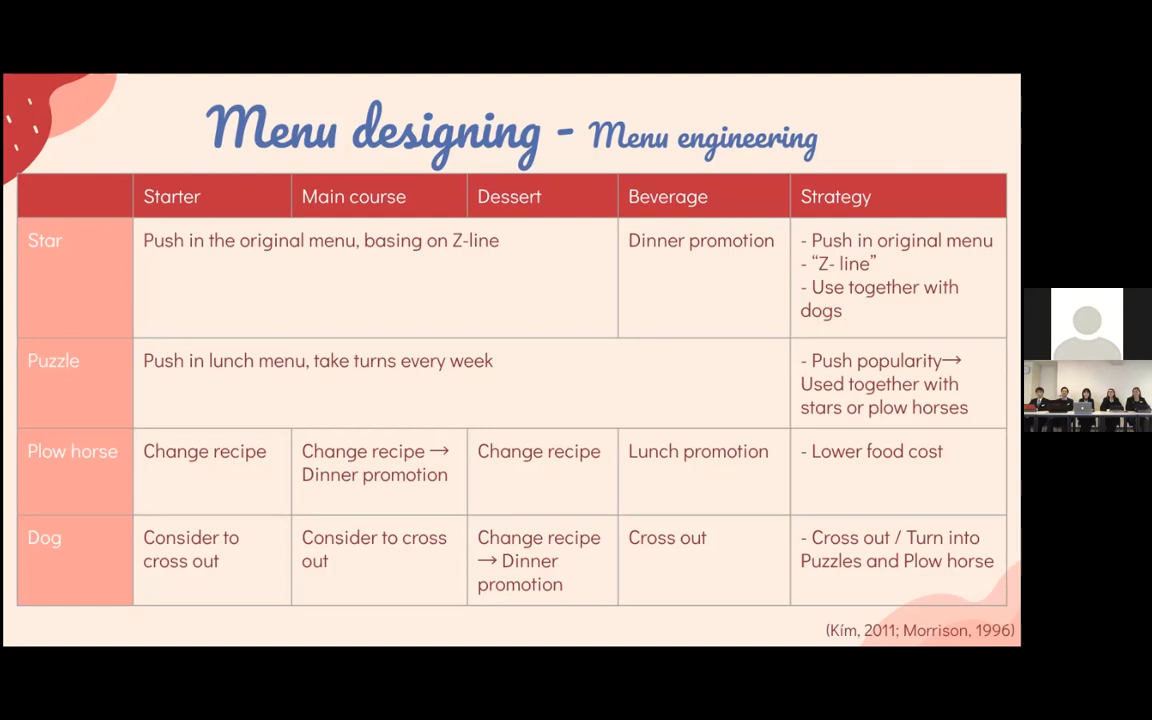 Menu designing - Menu engineering
Starter
Main course
Dessert
Beverage
Strategy
Star
Push in the original menu, basing on Z-line
Dinner promotion
- Push in original menu
- “Z- line”
- Use together with
dogs
Puzzle
Push in lunch menu, take turns every week
- Push popularity→
Used together with
stars or plow horses
Plow horse
Change recipe
Change recipe →
Dinner promotion
Change recipe
Lunch promotion
- Lower food cost
Dog
Consider to
cross out
Consider to cross
out
Change recipe
→ Dinner
promotion
Cross out
- Cross out / Turn into
Puzzles and Plow horse
(Kím, 2011; Morrison, 1996)